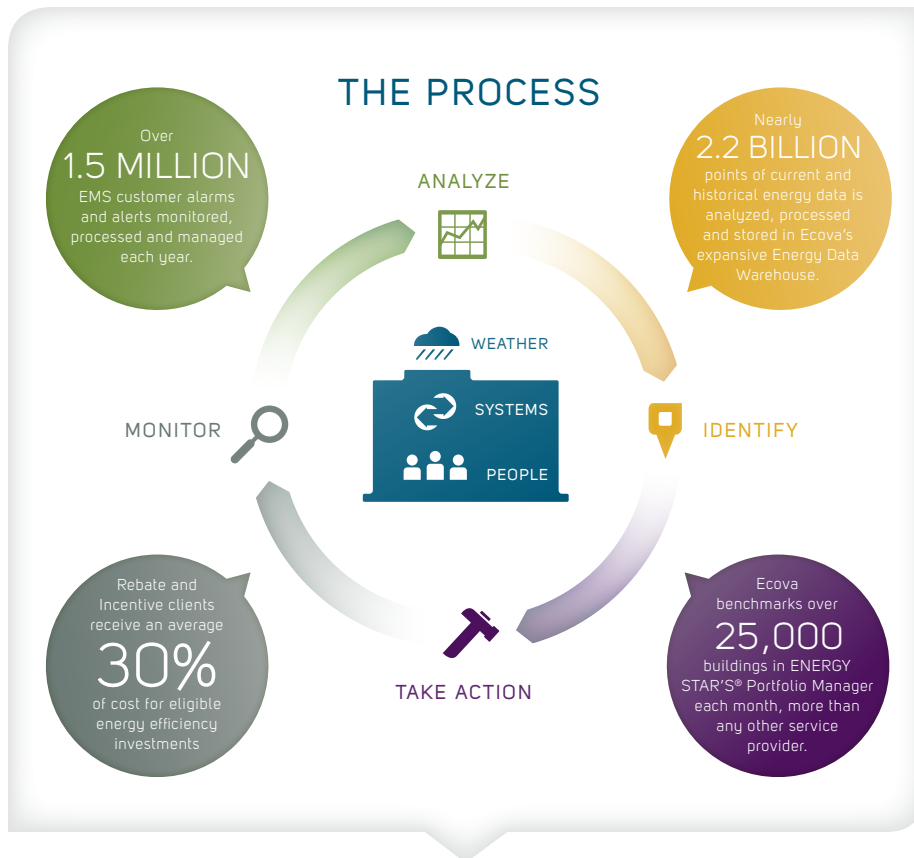 THE PROCESS
Over
1.5 MILLION
EMS customer alarms
and alerts monitored,
processed and managed
each year.
Nearly
2.2 BILLION
points of current and
historical energy data is
analyzed, processed
and stored in Ecova's
expansive Energy Data
Warehouse.
ANALYZE
WEATHER
SYSTEMS
PEOPLE
MONITOR
IDENTIFY
TAKE ACTION
Rebate and
Incentive clients
receive an average
30%
of cost for eligible
energy efficiency
investments
Ecova
benchmarks over
25,000
buildings in ENERGY
STAR'S® Portfolio Manager
each month, more than
any other service
provider.